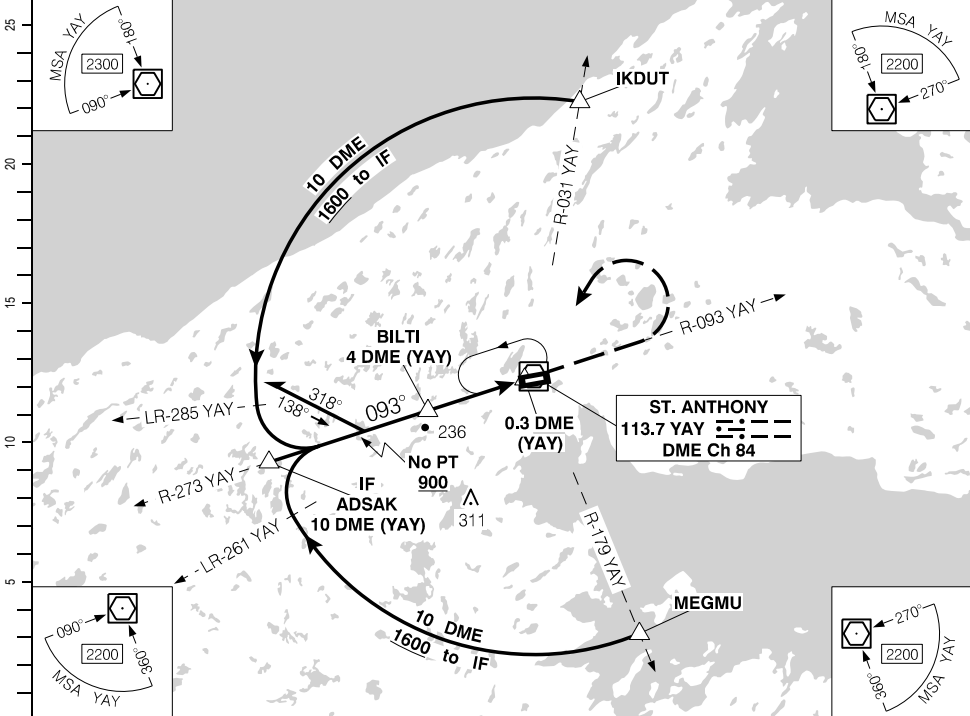 25
20
15
10
5
MSA YAY
180°
2300
090°
MSA YAY
180°
2200
270°
IKDUT
10 DME
1600 to IF
R-031 YAY
R-093 YAY
BILTI
4 DME (YAY)
LR-285 YAY
318°
138°
093°
236
0.3 DME
(YAY)
ST. ANTHONY
113.7 YAY
DME Ch 84
No PT
900
R-273 YAY
IF
ADSAK
10 DME (YAY)
311
LR-261 YAY
R-179 YAY
MEGMU
10 DME
1600 to IF
090°
360°
2200
MSA YAY
270°
360°
2200
MSA YAY